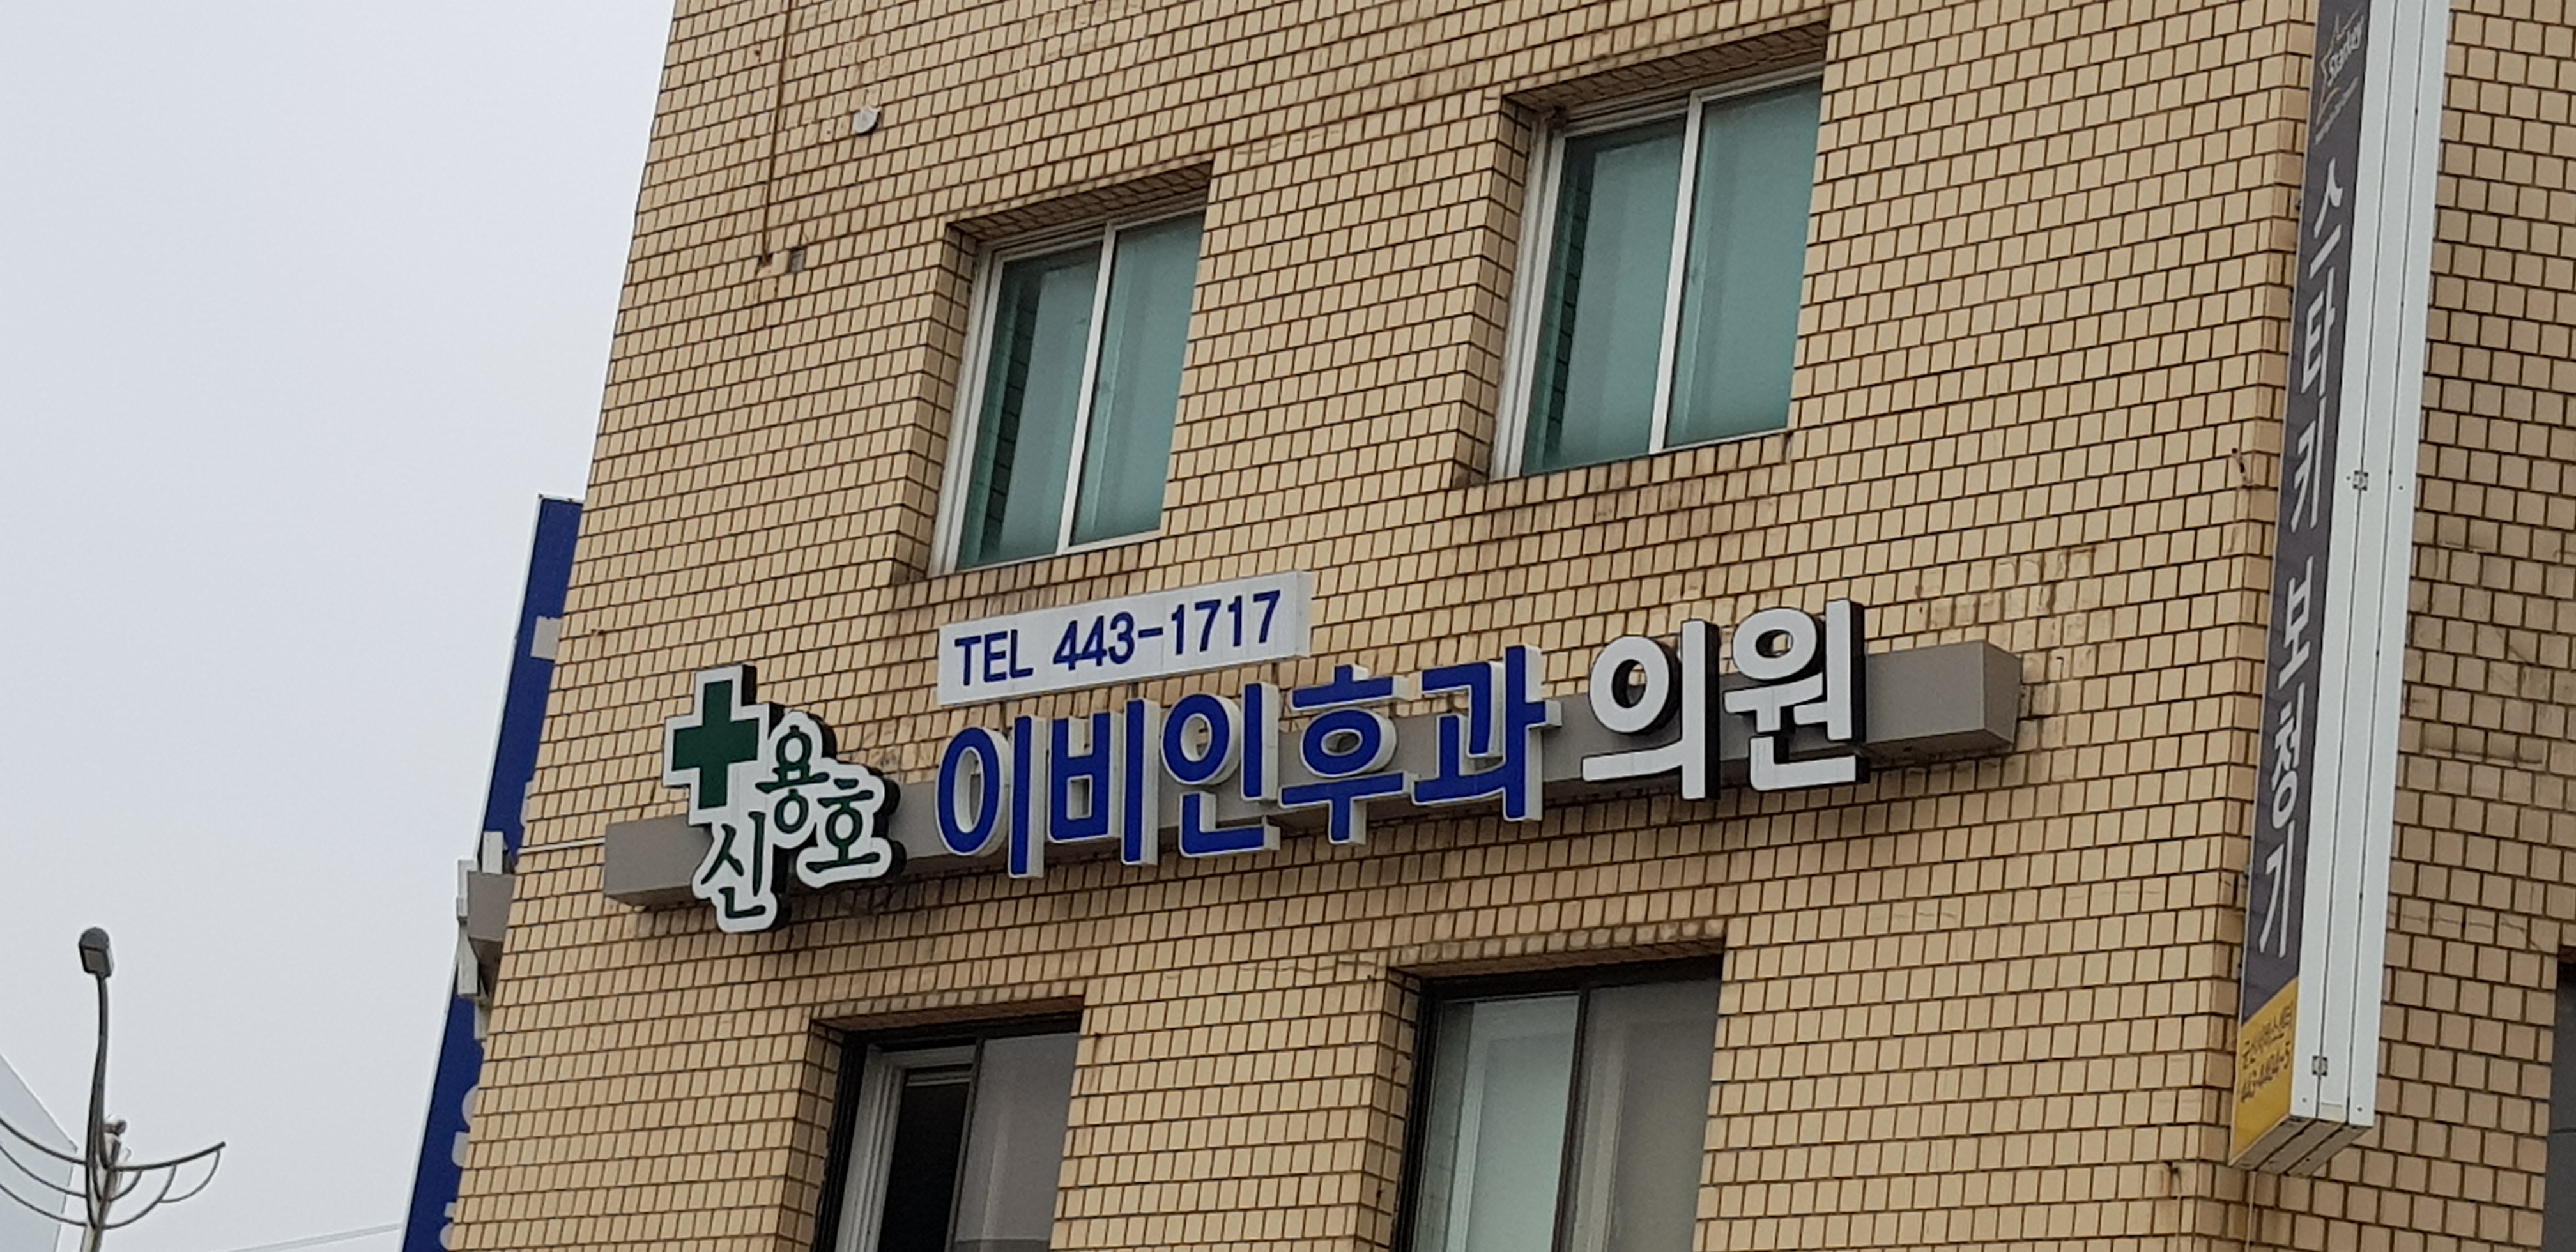 TEL 443-1717
신용호 이비인후과의원
Starkey
스타키 보청기